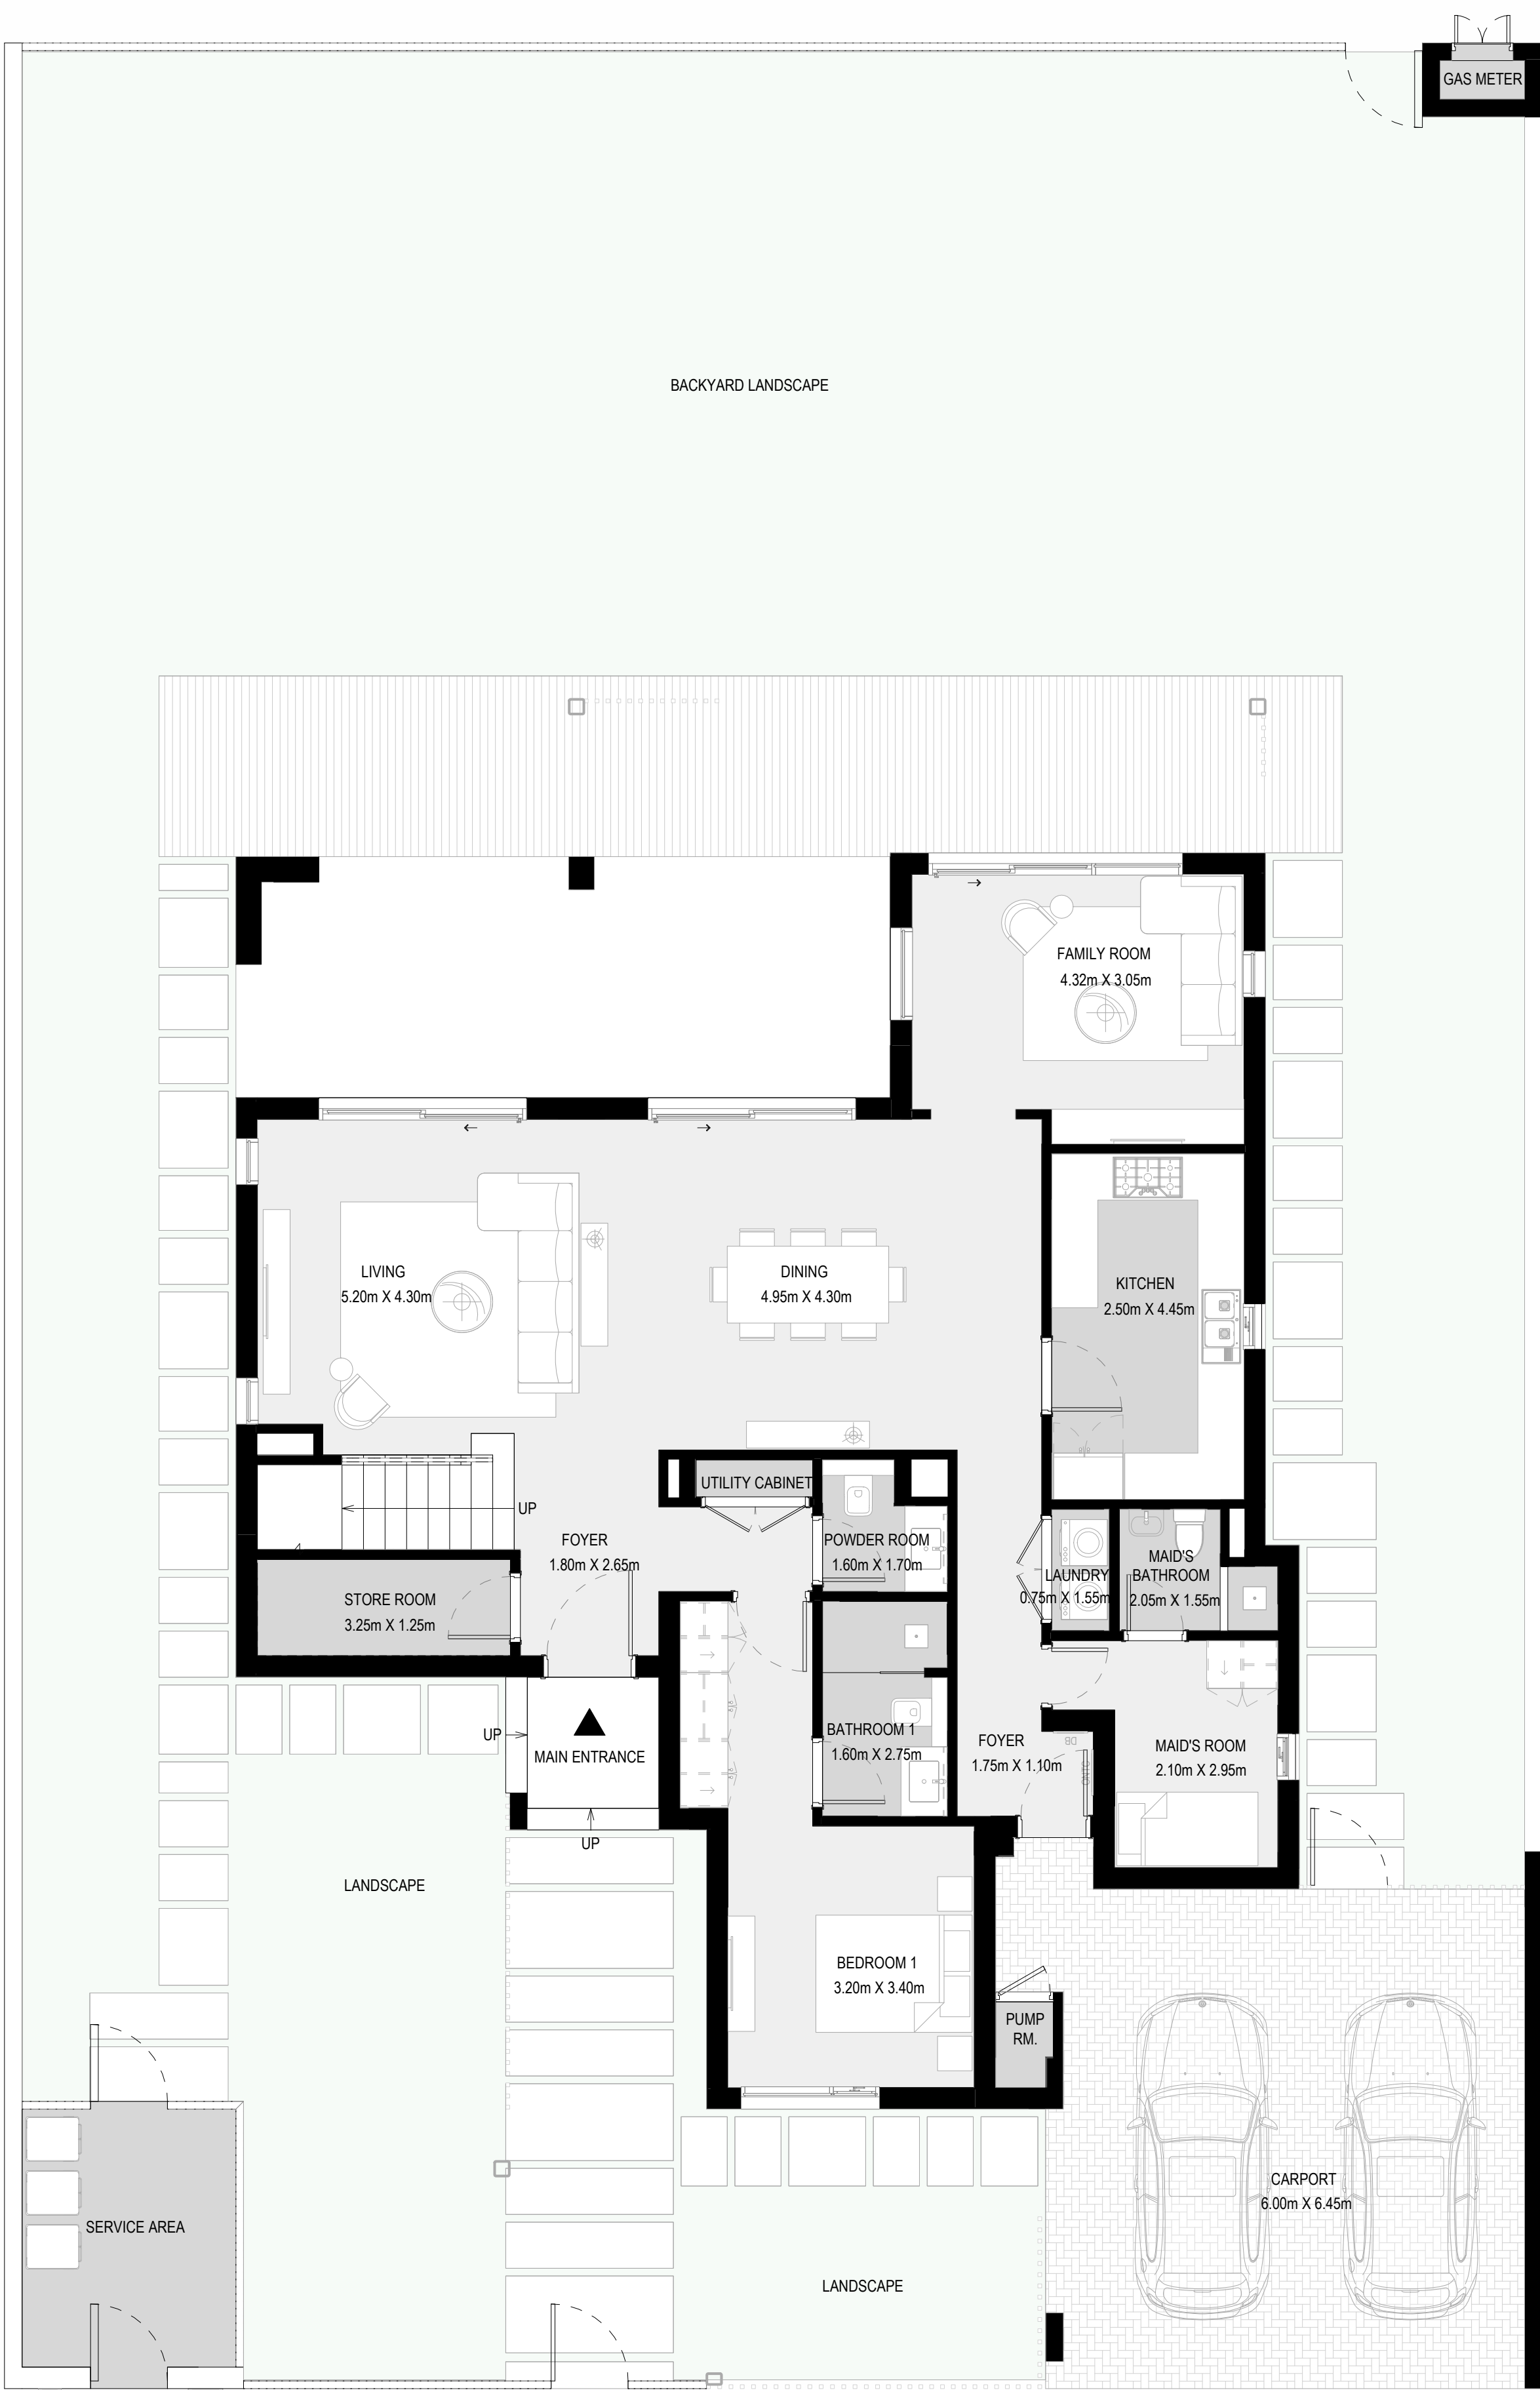 GAS METER
BACKYARD LANDSCAPE
FAMILY ROOM
4.32m X 3.05m
LIVING
5.20m X 4.30m
DINING
4.95m X 4.30m
KITCHEN
2.50m X 4.45m
UTILITY CABINET
UP
FOYER
1.80m X 2.65m
POWDER ROOM
1.60m X 1.70m
LAUNDRY
0.75m X 1.55m
MAID'S
BATHROOM
2.05m X 1.55m
STORE ROOM
3.25m X 1.25m
UP
MAIN ENTRANCE
UP
BATHROOM 1
1.60m X 2.75m
FOYER
1.75m X 1.10m
DB
ONTC
MAID'S ROOM
2.10m X 2.95m
LANDSCAPE
BEDROOM 1
3.20m X 3.40m
PUMP
RM.
CARPORT
6.00m X 6.45m
SERVICE AREA
LANDSCAPE